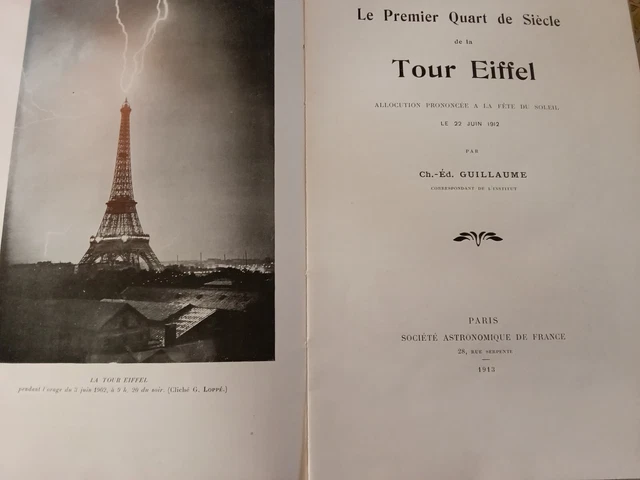 LA TOUR EIFFEL
pendant l'orage du 3 juin 1902, à 9 h. 20 du soir. [Cliché G. LOPPÉ.]
Le Premier Quart de Siècle
de la
Tour Eiffel
ALLOCUTION PRONONCÉE A LA FÊTE DU SOLEIL
LE 22 JUIN 1912
PAR
Ch.-Éd. GUILLAUME
CORRESPONDANT DE L'INSTITUT
PARIS
SOCIÉTÉ ASTRONOMIQUE DE FRANCE
28, RUE SERPENTE
1913